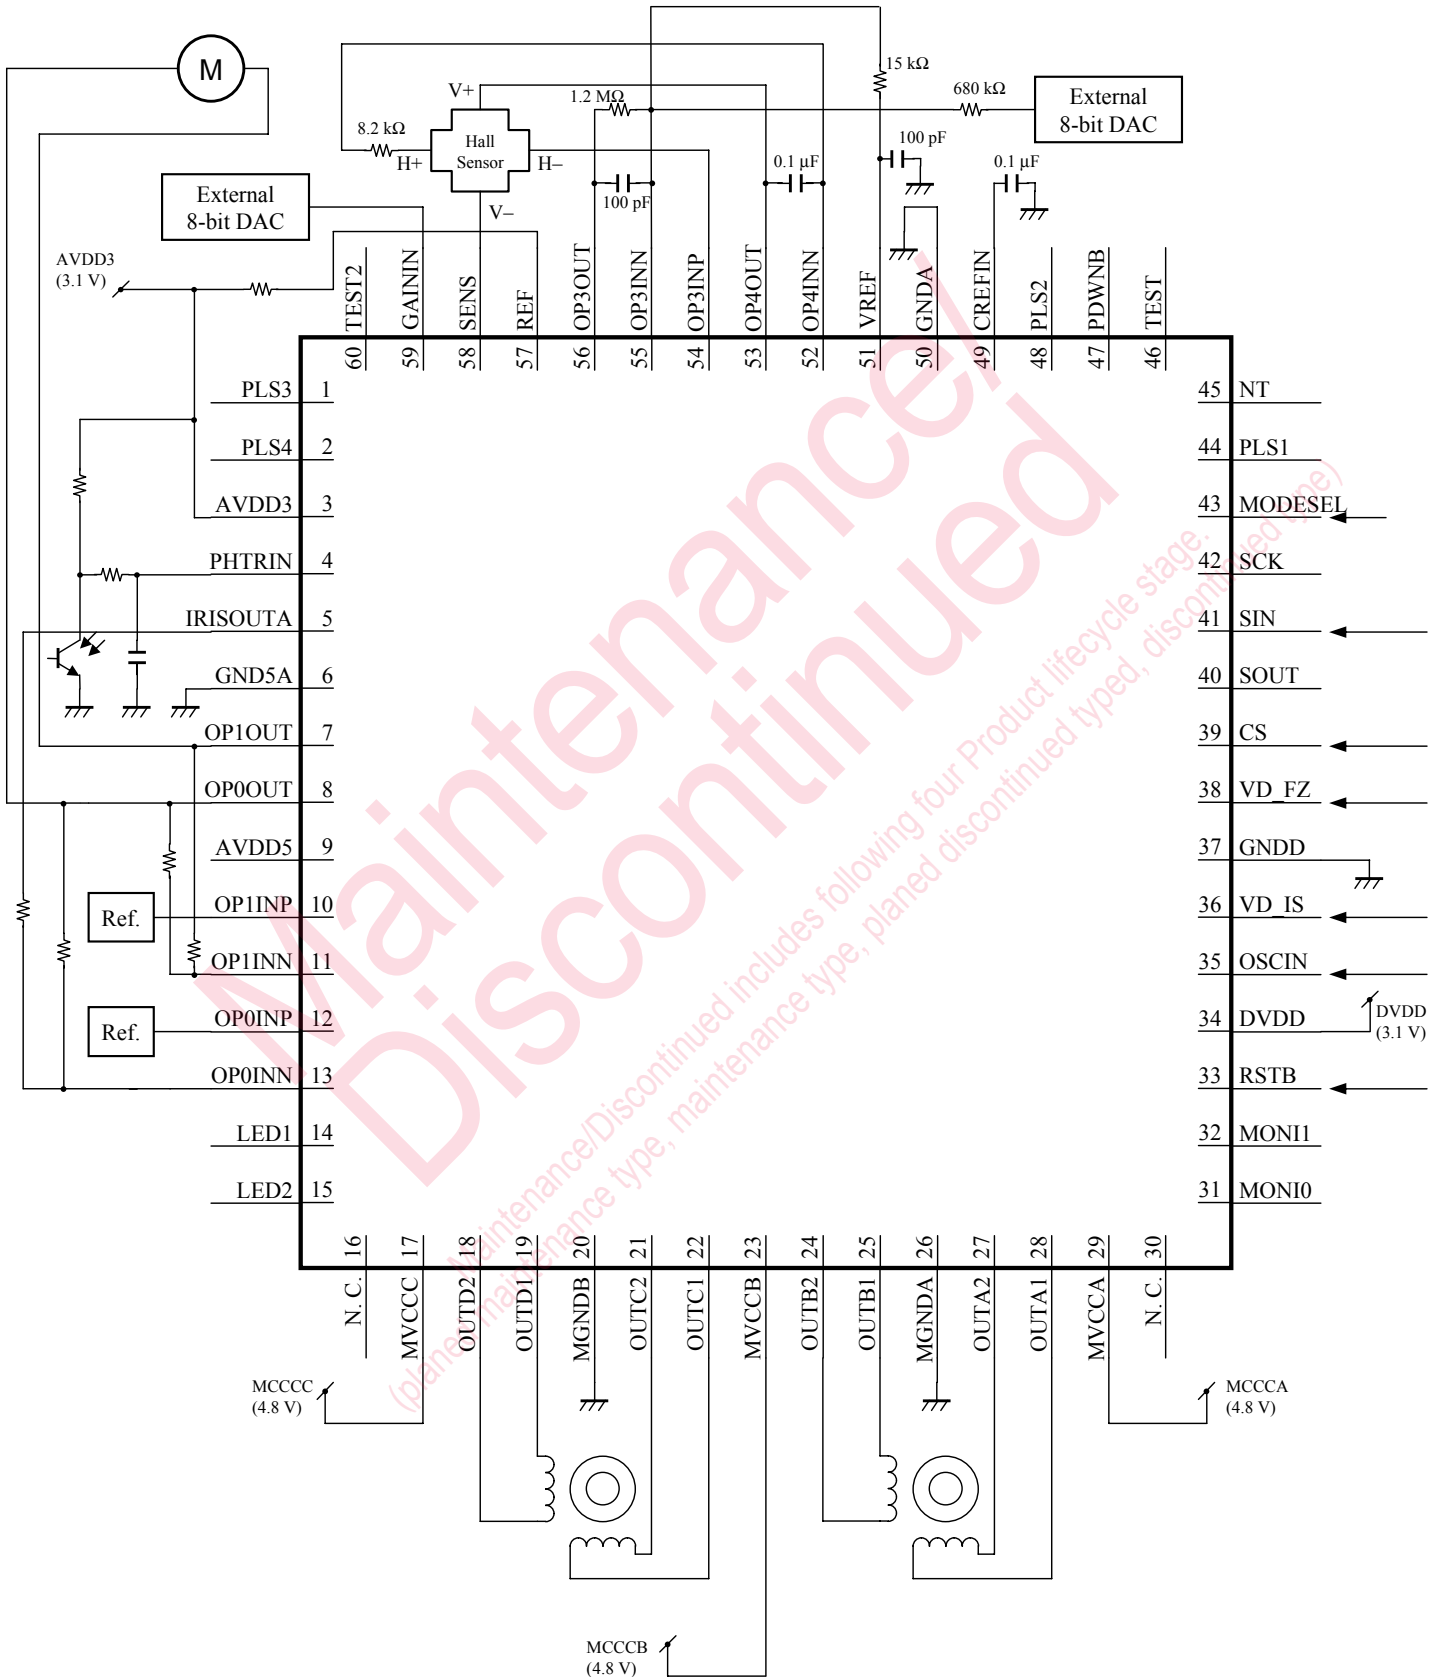 M
15 kΩ
V+
1.2 MΩ
680 kΩ
External
8-bit DAC
8.2 kΩ
Hall
Sensor
H+
H−
100 pF
0.1 µF
0.1 µF
External
8-bit DAC
V−
100 pF
AVDD3
(3.1 V)
TEST2
GAININ
SENS
REF
OP3OUT
OP3INN
OP3INP
OP4OUT
OP4INN
VREF
GNDA
CREFIN
PLS2
PDWNB
TEST
60
59
58
57
56
55
54
53
52
51
50
49
48
47
46
PLS3 1
PLS4 2
AVDD3 3
PHTRIN 4
IRISOUTA 5
GND5A 6
OP1OUT 7
OP0OUT 8
AVDD5 9
Ref. OP1INP 10
OP1INN 11
Ref. OP0INP 12
OP0INN 13
LED1 14
LED2 15
45 NT
44 PLS1
43 MODESEL
42 SCK
41 SIN
40 SOUT
39 CS
38 VD_FZ
37 GNDD
36 VD_IS
35 OSCIN
34 DVDD
DVDD
(3.1 V)
33 RSTB
32 MONI1
31 MONI0
16
17
18
19
20
21
22
23
24
25
26
27
28
29
30
N. C.
MVCCC
OUTD2
OUTD1
MGNDB
OUTC2
OUTC1
MVCCB
OUTB2
OUTB1
MGNDA
OUTA2
OUTA1
MVCCA
N. C.
MCCCC
(4.8 V)
MCCCA
(4.8 V)
MCCCB
(4.8 V)
Maintenance/
Discontinued
Maintenance/Discontinued includes following four Product lifecycle stage.
(planed maintenance type, maintenance type, planed discontinued typed, discontinued type)